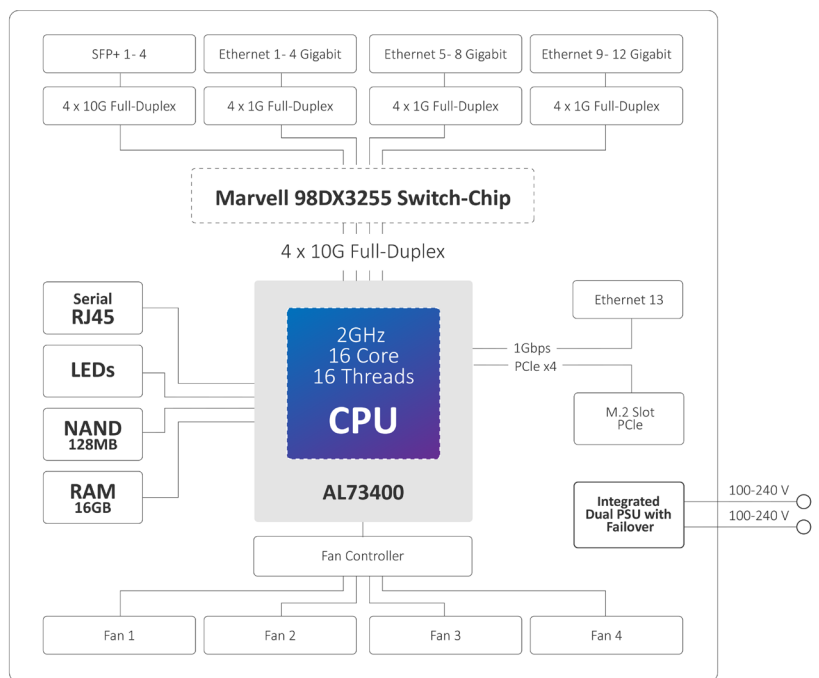 SFP+ 1- 4
Ethernet 1- 4 Gigabit
Ethernet 5- 8 Gigabit
Ethernet 9- 12 Gigabit
4 x 10G Full-Duplex
4 x 1G Full-Duplex
4 x 1G Full-Duplex
4 x 1G Full-Duplex
Marvell 98DX3255 Switch-Chip
4 x 10G Full-Duplex
Serial
RJ45
LEDs
NAND
128MB
RAM
16GB
2GHz
16 Core
16 Threads
CPU
AL73400
Ethernet 13
1Gbps
PCIe x4
M.2 Slot
PCIe
Integrated
Dual PSU with
Failover
100-240 V
100-240 V
Fan Controller
Fan 1
Fan 2
Fan 3
Fan 4